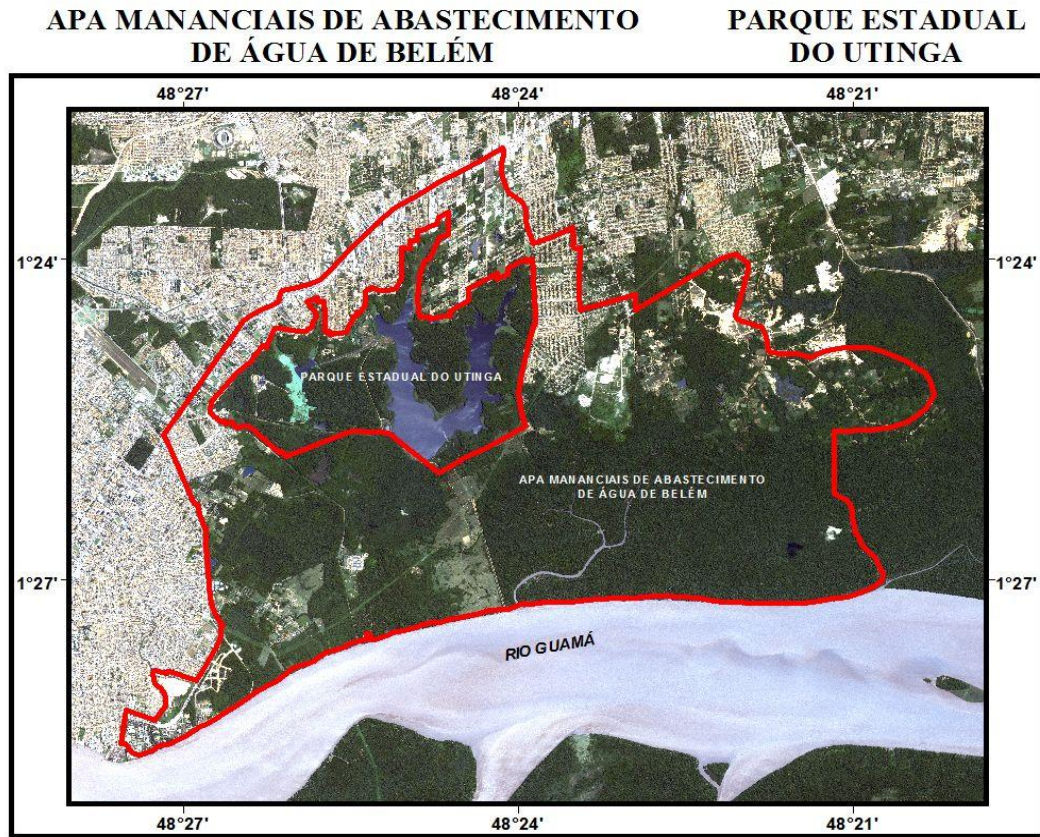 APA MANANCIAIS DE ABASTECIMENTO
DE ÁGUA DE BELÉM
PARQUE ESTADUAL
DO UTINGA
48°27' 48°24' 48°21'
1°24' 1°24'
PARQUE ESTADUAL DO UTINGA
APA MANANCIAIS DE ABASTECIMENTO
DE ÁGUA DE BELÉM
1°27' 1°27'
RIO GUAMÁ
48°27' 48°24' 48°21'